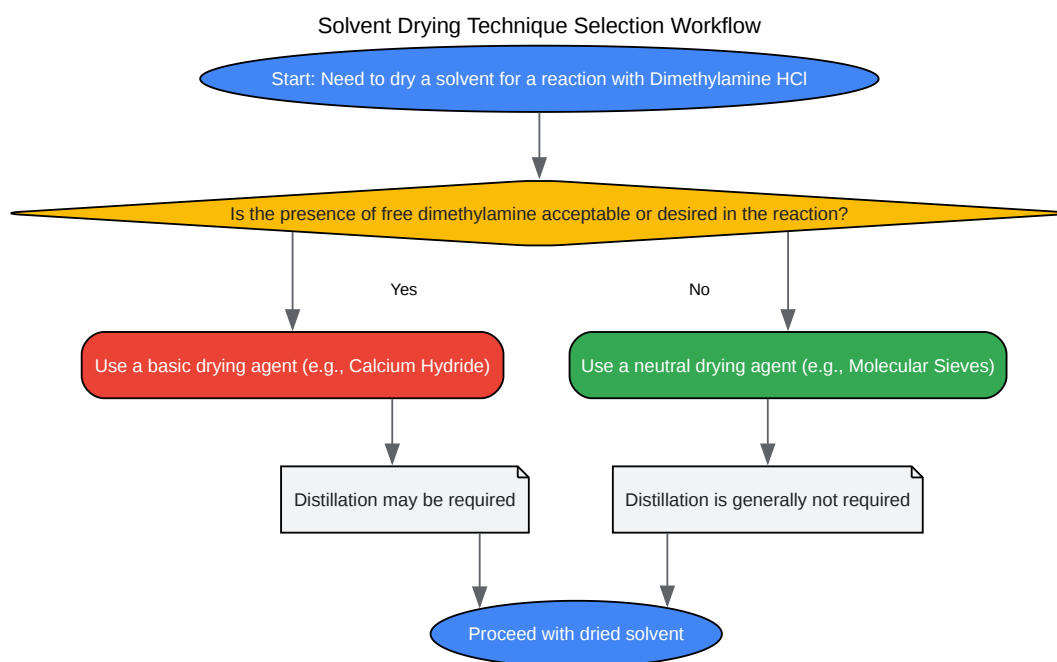 Solvent Drying Technique Selection Workflow
Start: Need to dry a solvent for a reaction with Dimethylamine HCl
Is the presence of free dimethylamine acceptable or desired in the reaction?
Yes
No
Use a basic drying agent (e.g., Calcium Hydride)
Use a neutral drying agent (e.g., Molecular Sieves)
Distillation may be required
Distillation is generally not required
Proceed with dried solvent